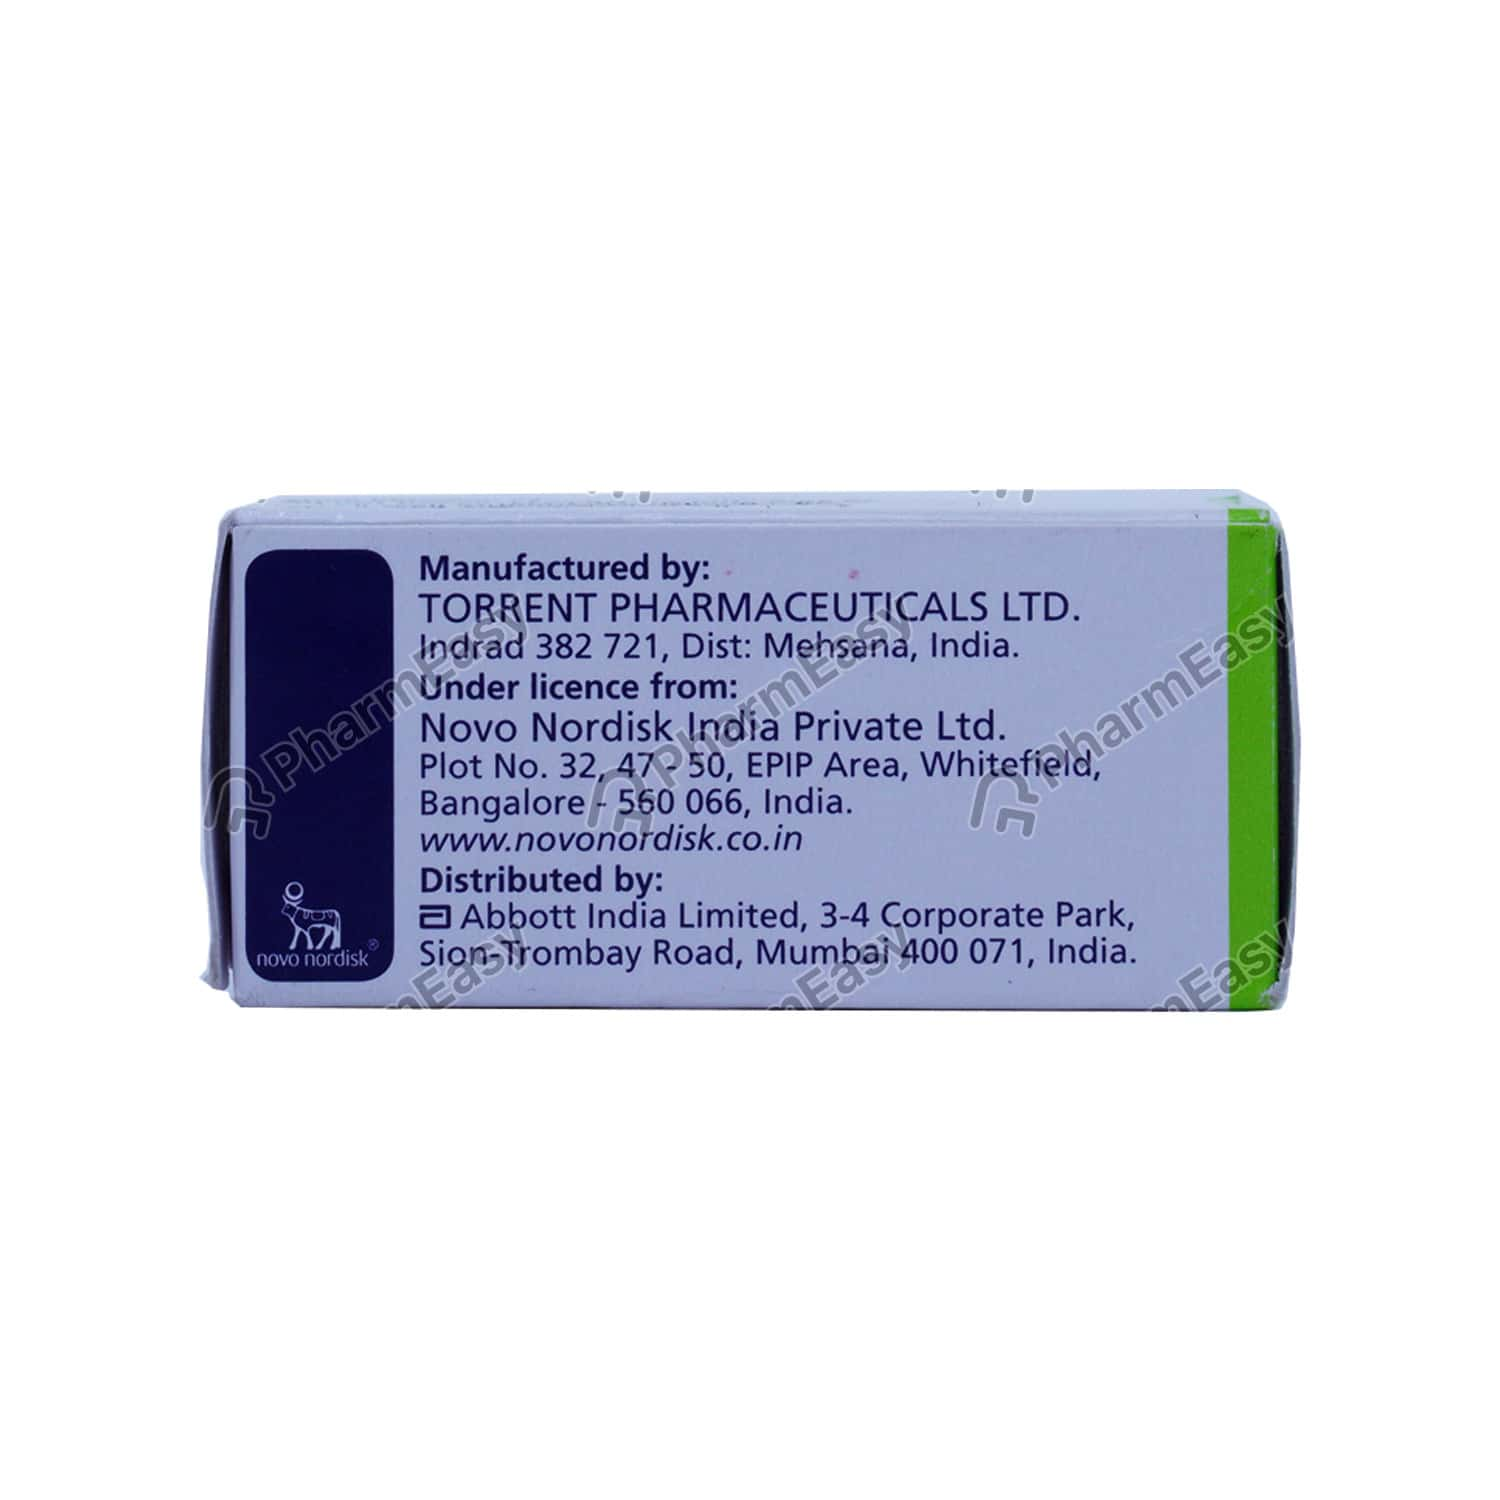 Manufactured by:
TORRENT PHARMACEUTICALS LTD.
Indrad 382 721, Dist: Mehsana, India.
Under licence from:
Novo Nordisk India Private Ltd.
Plot No. 32, 47 - 50, EPIP Area, Whitefield,
Bangalore - 560 066, India.
www.novonordisk.co.in
Distributed by:
Abbott India Limited, 3-4 Corporate Park,
Sion-Trombay Road, Mumbai 400 071, India.
novo nordisk®
PharmEasy
PharmEasy
PharmEasy